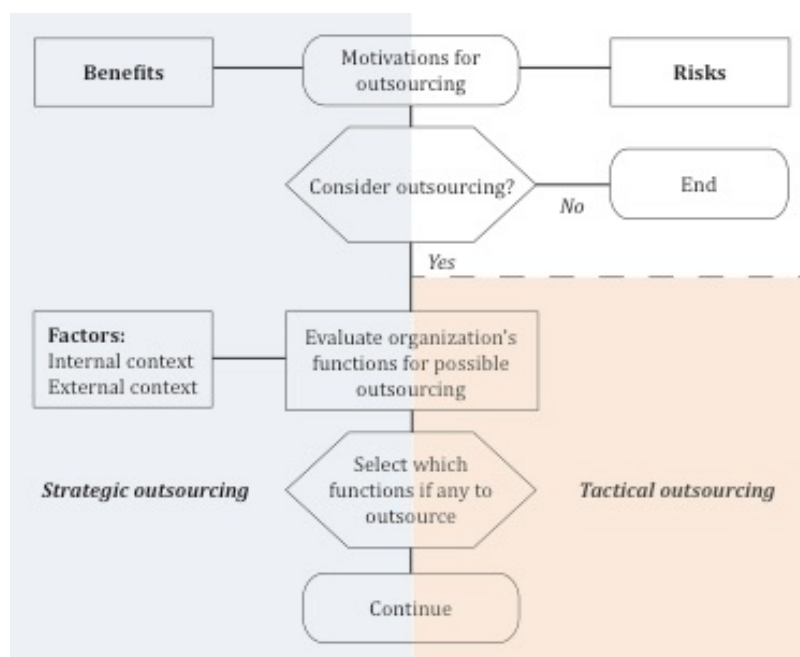 Benefits
Motivations for
outsourcing
Risks
Consider outsourcing?
No
End
Yes
Factors:
Internal context
External context
Evaluate organization's
functions for possible
outsourcing
Strategic outsourcing
Select which
functions if any to
outsource
Tactical outsourcing
Continue